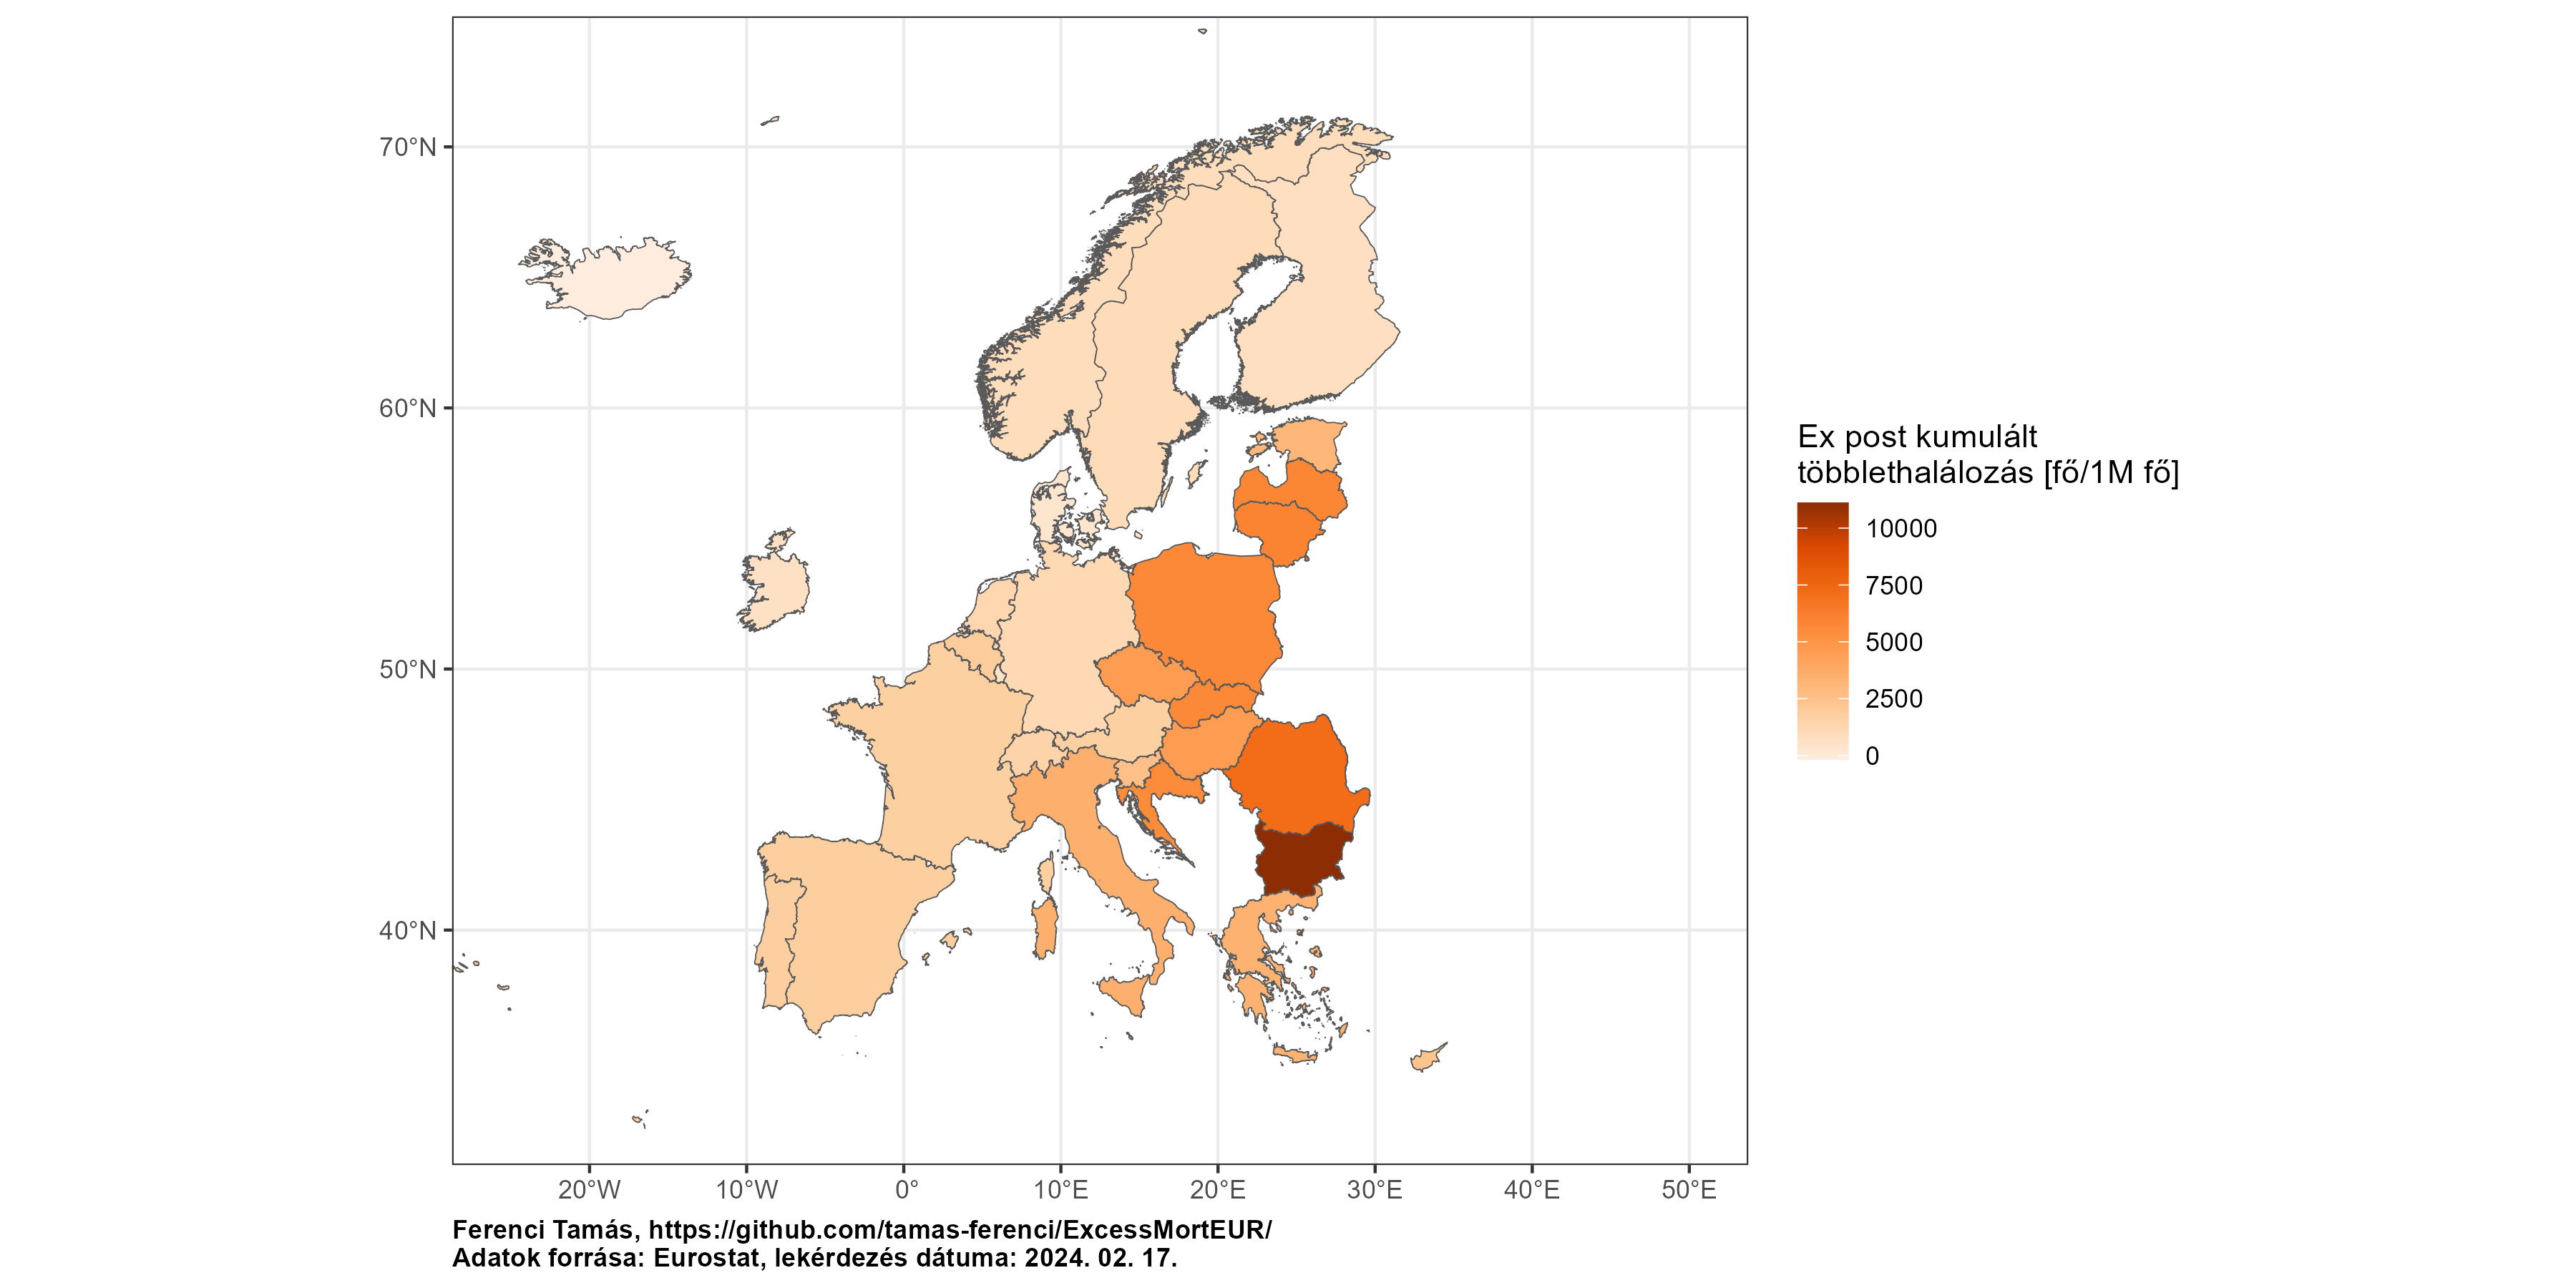 70°N
60°N
50°N
40°N
20°W 10°W 0° 10°E 20°E 30°E 40°E 50°E
Ex post kumulált
többlethalálozás [fő/1M fő]
10000
7500
5000
2500
0
Ferenci Tamás, https://github.com/tamas-ferenci/ExcessMortEUR/
Adatok forrása: Eurostat, lekérdezés dátuma: 2024. 02. 17.